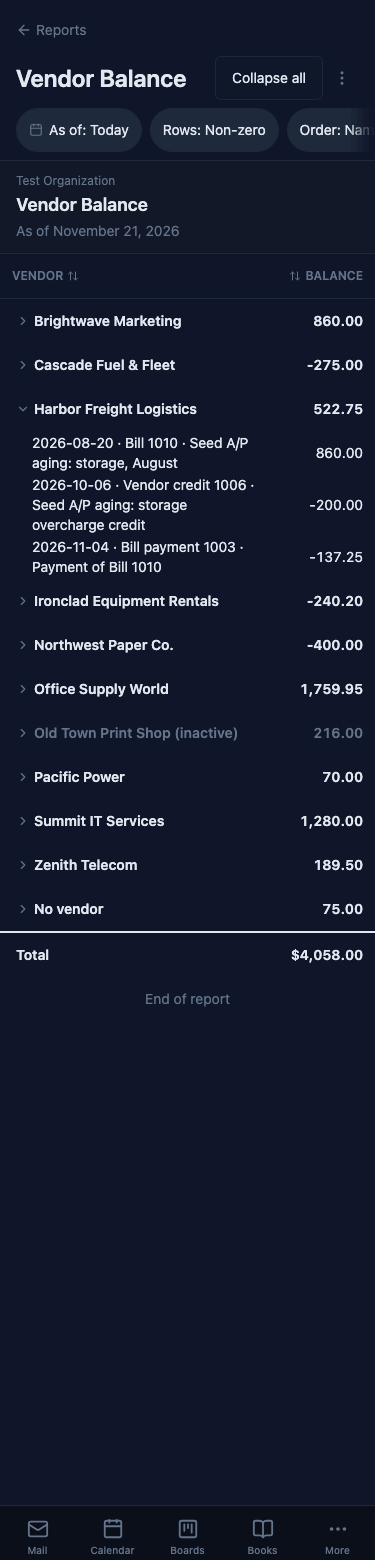 Reports
Vendor Balance
Collapse all
As of: Today
Rows: Non-zero
Order: Nam
Test Organization
Vendor Balance
As of November 21, 2026
VENDOR
BALANCE
Brightwave Marketing 860.00
Cascade Fuel & Fleet -275.00
Harbor Freight Logistics 522.75
2026-08-20 · Bill 1010 · Seed A/P
aging: storage, August
860.00
2026-10-06 · Vendor credit 1006 ·
Seed A/P aging: storage
overcharge credit
-200.00
2026-11-04 · Bill payment 1003 ·
Payment of Bill 1010
-137.25
Ironclad Equipment Rentals -240.20
Northwest Paper Co. -400.00
Office Supply World 1,759.95
Old Town Print Shop (inactive) 216.00
Pacific Power 70.00
Summit IT Services 1,280.00
Zenith Telecom 189.50
No vendor 75.00
Total $4,058.00
End of report
Mail
Calendar
Boards
Books
More